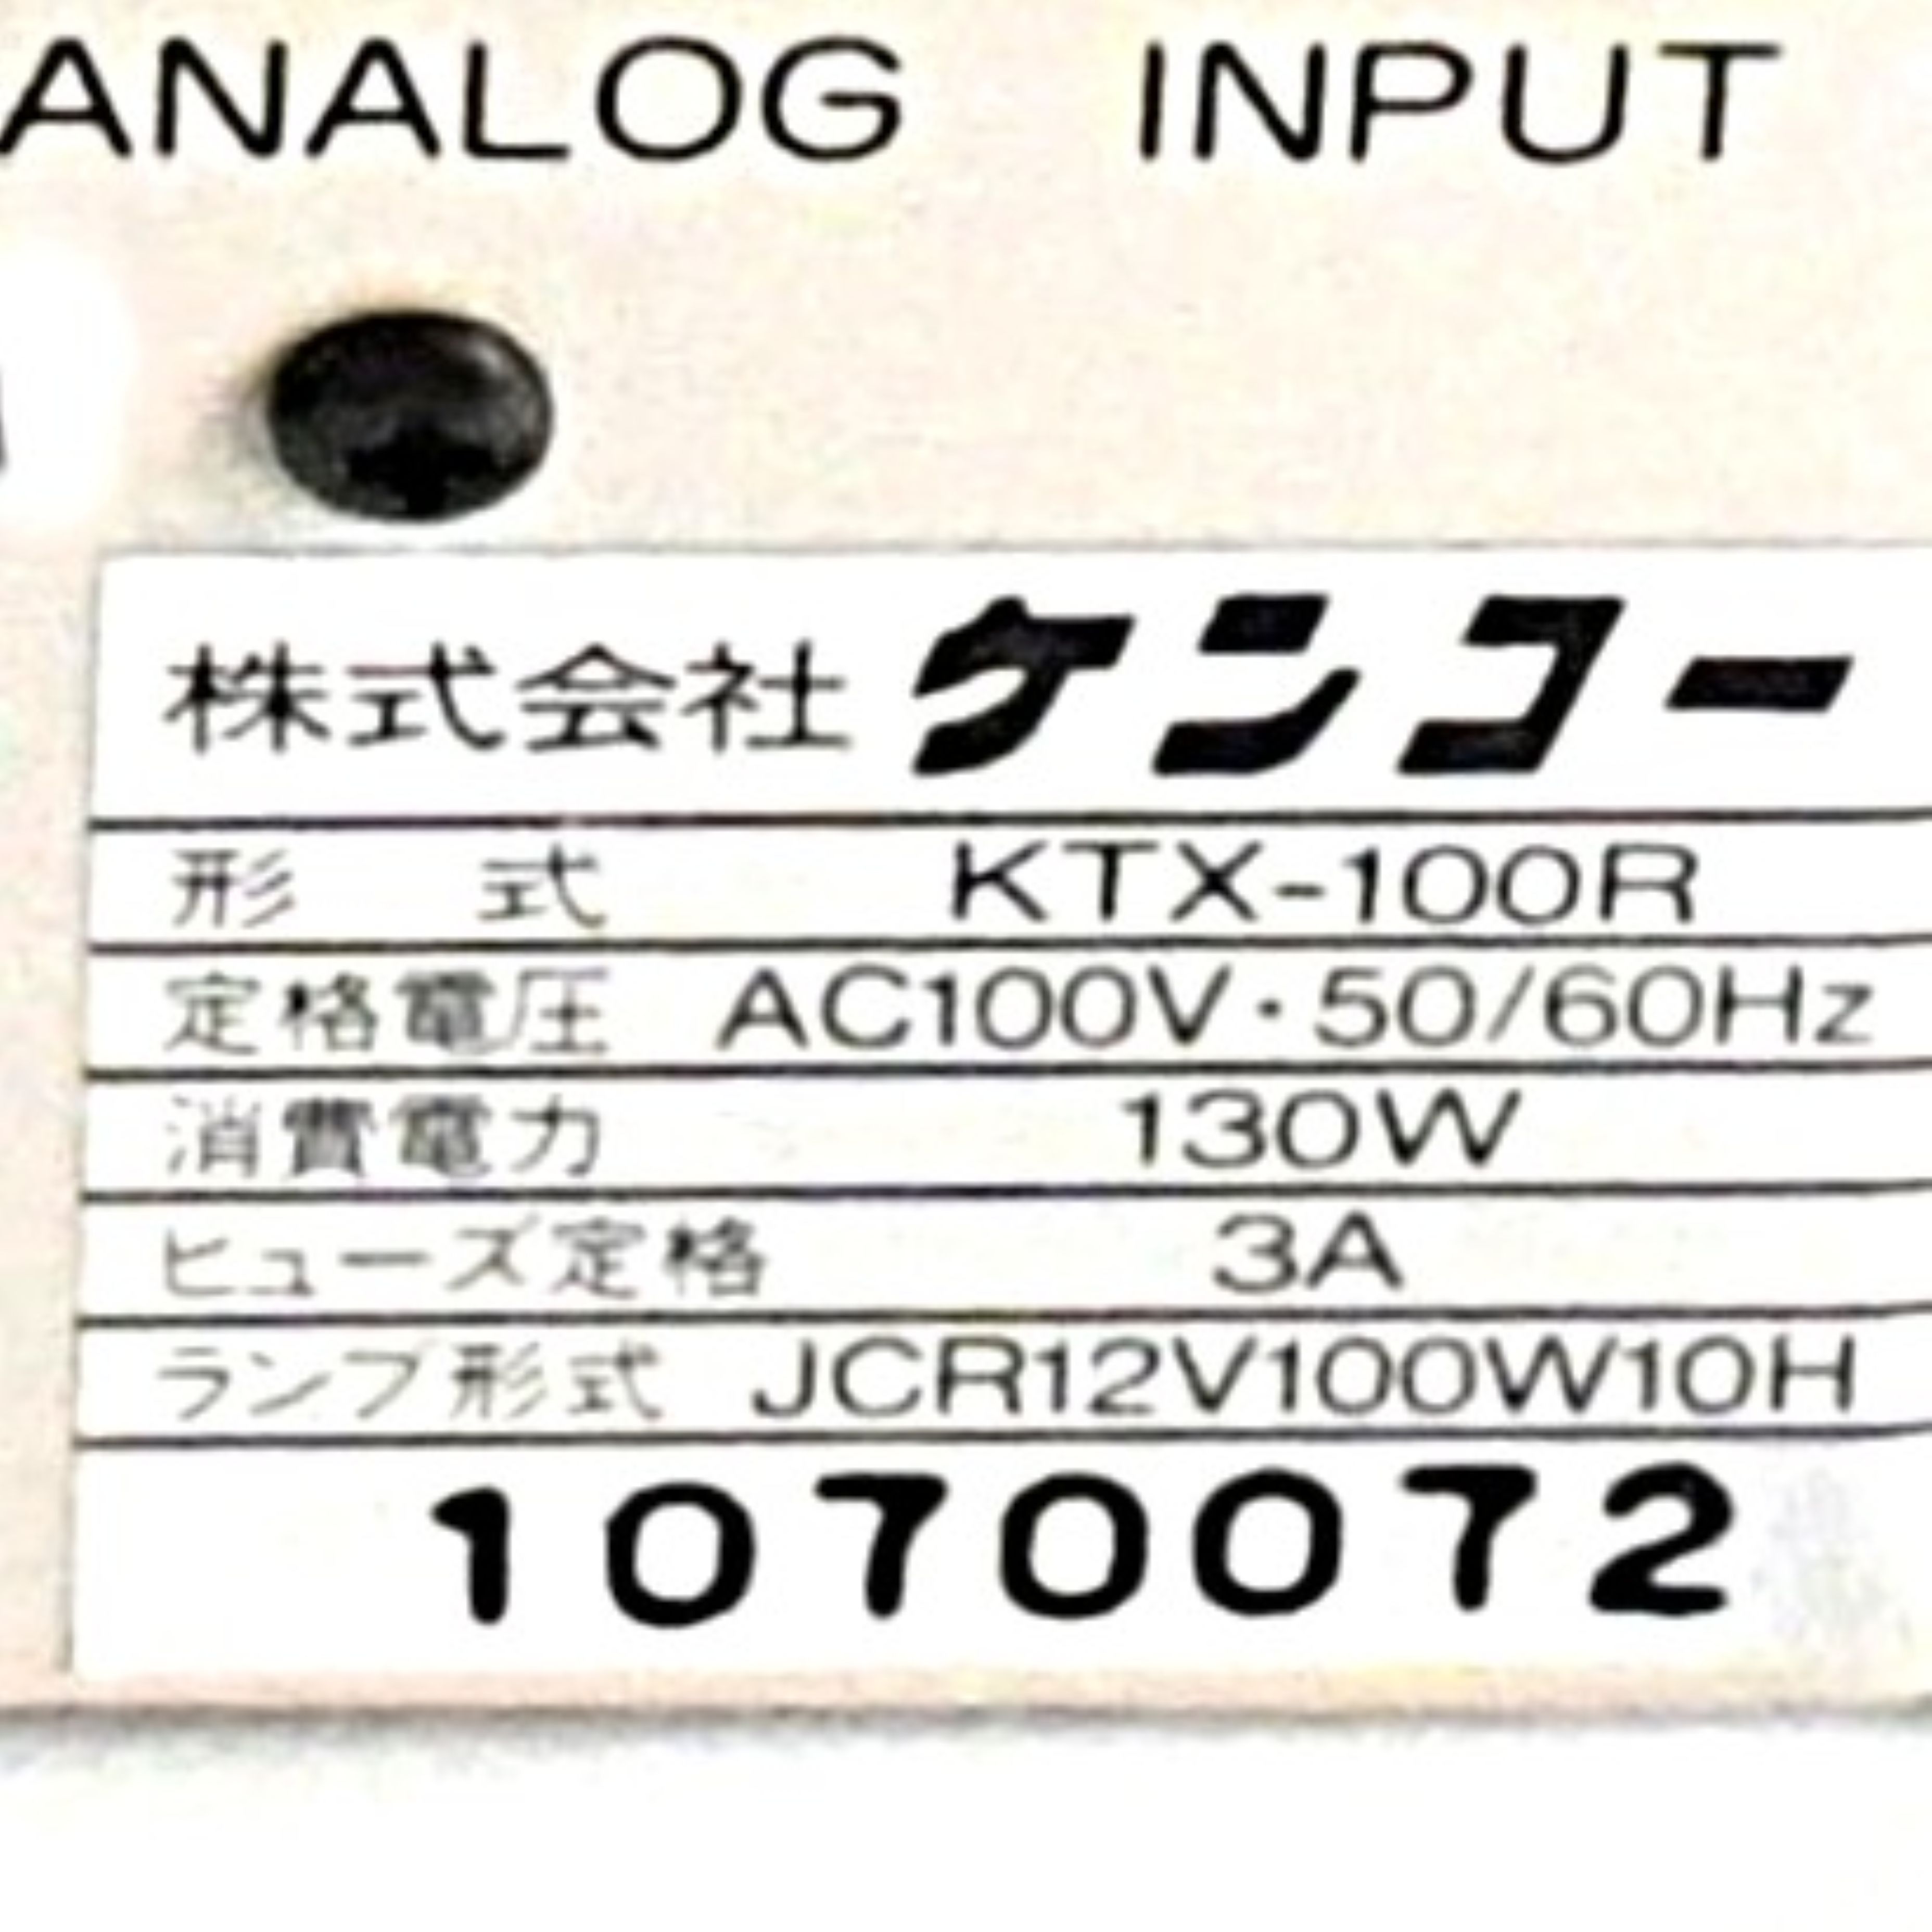 ANALOG INPUT
株式会社ケンコー
形 式 KTX-100R
定格電圧 AC100V·50/60Hz
消費電力 130W
ヒューズ定格 3A
ランプ形式 JCR12V100W10H
1070072